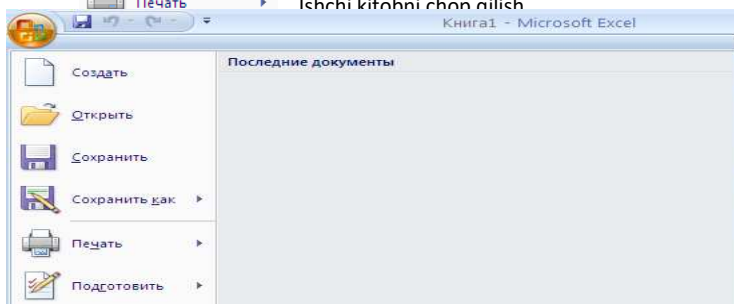 Печать Ishchi kitobni chop qilish
Книга1 - Microsoft Excel
Последние документы
Создать
Открыть
Сохранить
Сохранить как
Печать
Подготовить